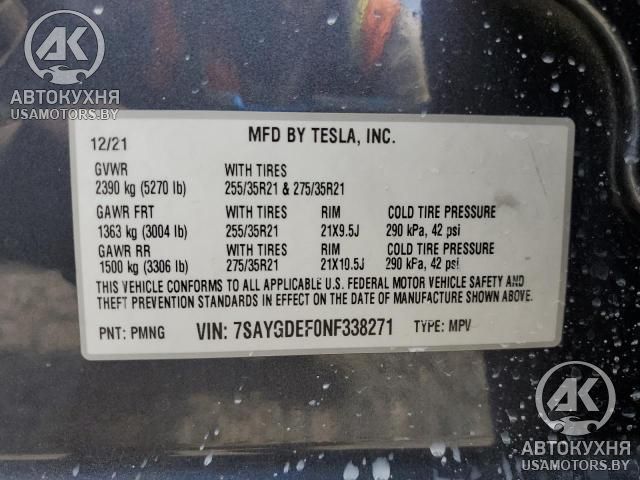 AK
АВТОКУХНЯ
USAMOTORS.BY
12/21 MFD BY TESLA, INC.
GVWR WITH TIRES
2390 kg (5270 lb) 255/35R21 & 275/35R21
GAWR FRT WITH TIRES RIM COLD TIRE PRESSURE
1363 kg (3004 lb) 255/35R21 21X9.5J 290 kPa, 42 psi
GAWR RR WITH TIRES RIM COLD TIRE PRESSURE
1500 kg (3306 lb) 275/35R21 21X10.5J 290 kPa, 42 psi
THIS VEHICLE CONFORMS TO ALL APPLICABLE U.S. FEDERAL MOTOR VEHICLE SAFETY AND
THEFT PREVENTION STANDARDS IN EFFECT ON THE DATE OF MANUFACTURE SHOWN ABOVE.
PNT: PMNG VIN: 7SAYGDEF0NF338271 TYPE: MPV
AK
АВТОКУХНЯ
USAMOTORS.BY